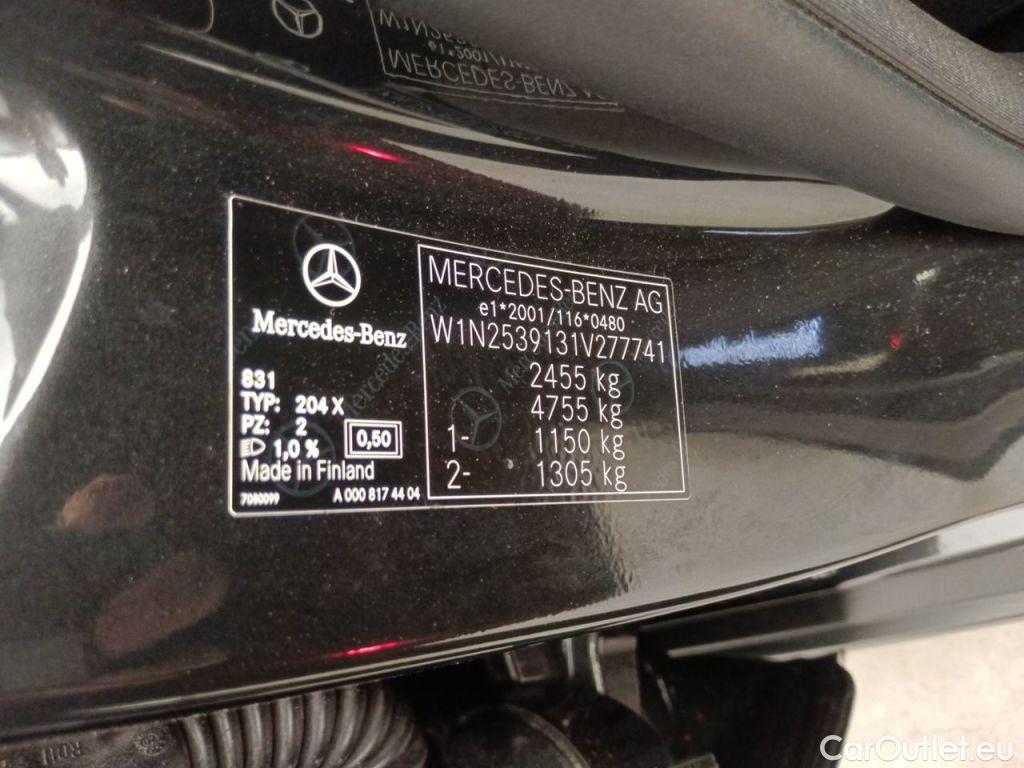 Mercedes-Benz
831
TYP: 204 X
PZ: 2
1,0 %
0,50
Made in Finland
7080099
A 000 817 44 04
MERCEDES-BENZ AG
e1*2001/116*0480
W1N2539131V277741
2455 kg
4755 kg
1- 1150 kg
2- 1305 kg
CarOutlet.eu